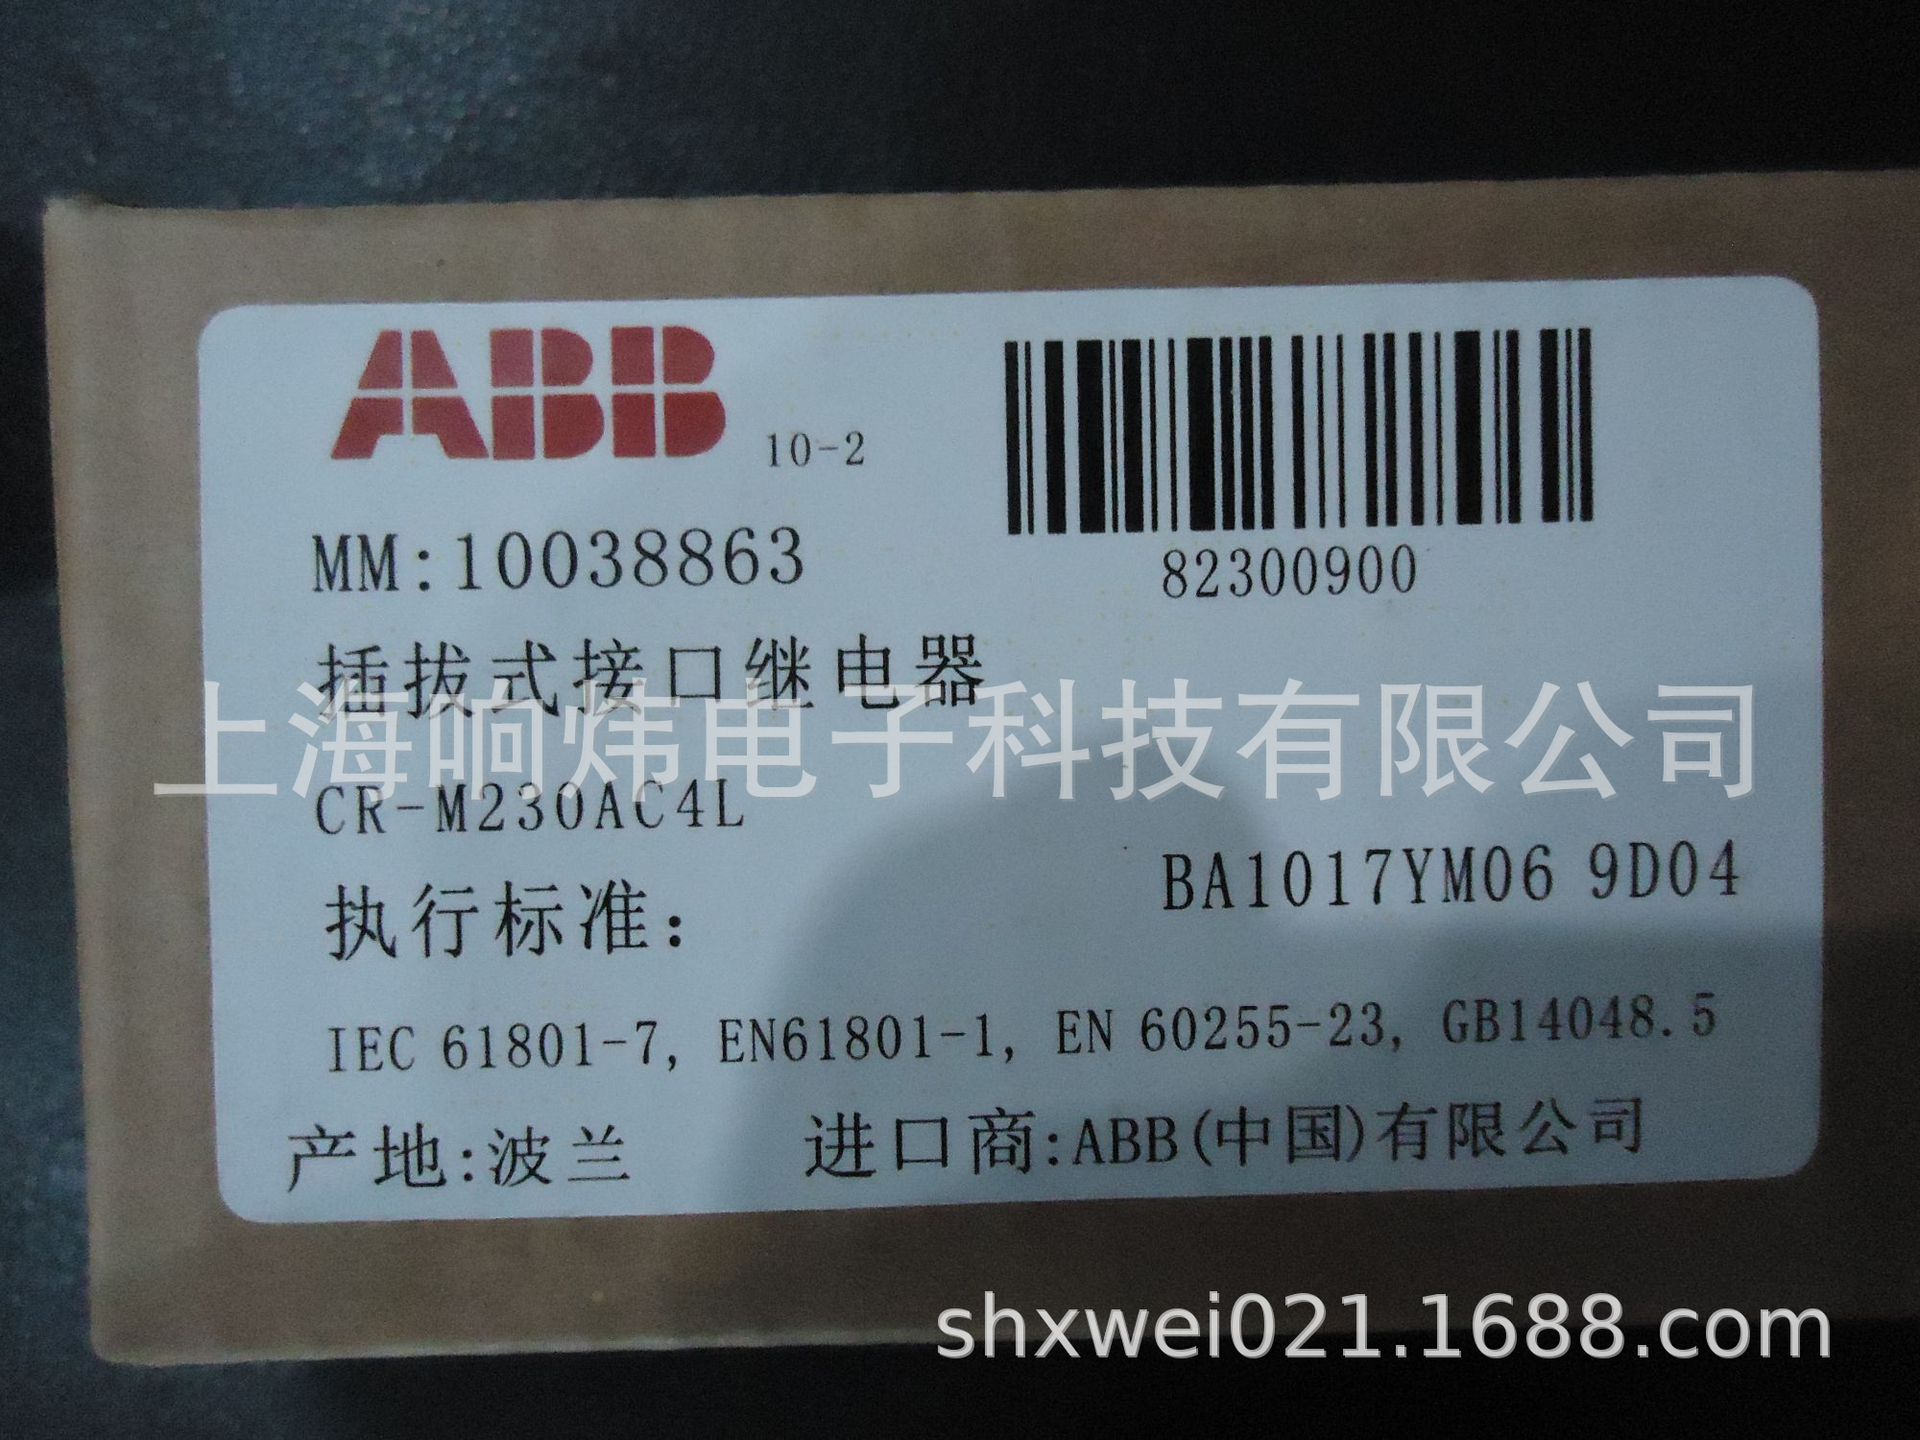 ABB 10-2
MM:10038863
82300900
插拔式接口继电器
上海响炜电子科技有限公司
CR-M230AC4L
BA1017YM06 9D04
执行标准：
IEC 61801-7, EN61801-1, EN 60255-23, GB14048.5
产地:波兰 进口商:ABB(中国)有限公司
shxwei021.1688.com